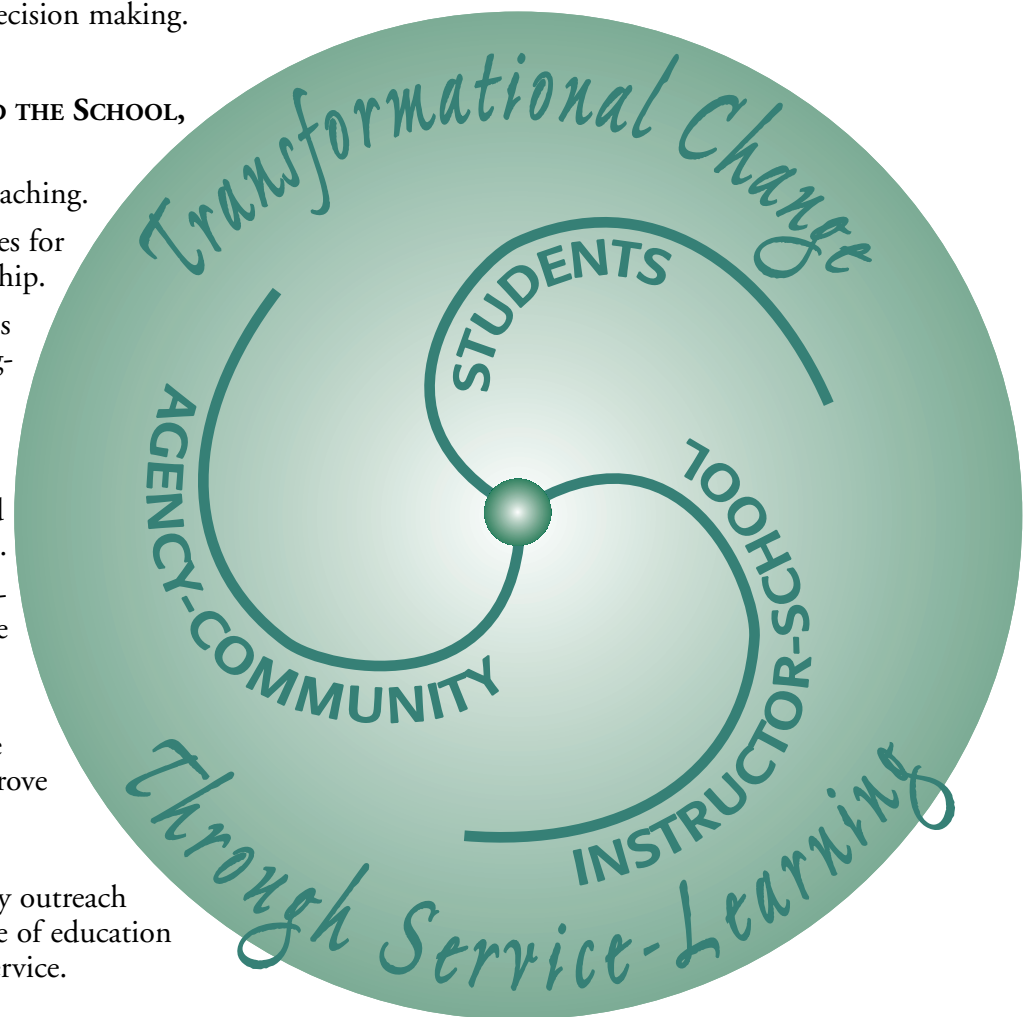 ecision making.
D THE SCHOOL,
aching.
es for
hip.
s
g-
.
-
e
e
rove
y outreach
e of education
ervice.
Transformational Change
STUDENTS
AGENCY-COMMUNITY
INSTRUCTOR-SCHOOL
Through Service-Learning